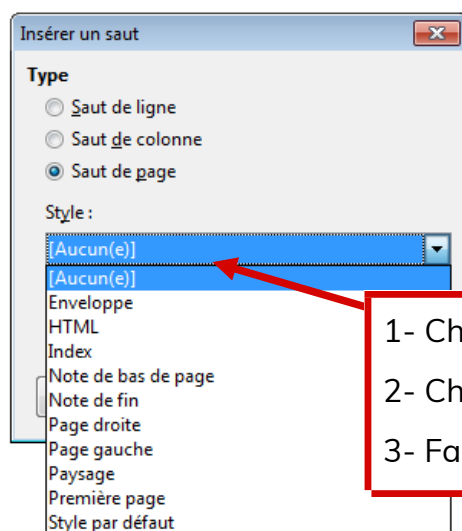 Insérer un saut
Type
Saut de ligne
Saut de colonne
Saut de page
Style :
[Aucun(e)]
[Aucun(e)]
Enveloppe
HTML
Index
Note de bas de page
Note de fin
Page droite
Page gauche
Paysage
Première page
Style par défaut
1- Ch
2- Ch
3- Fa